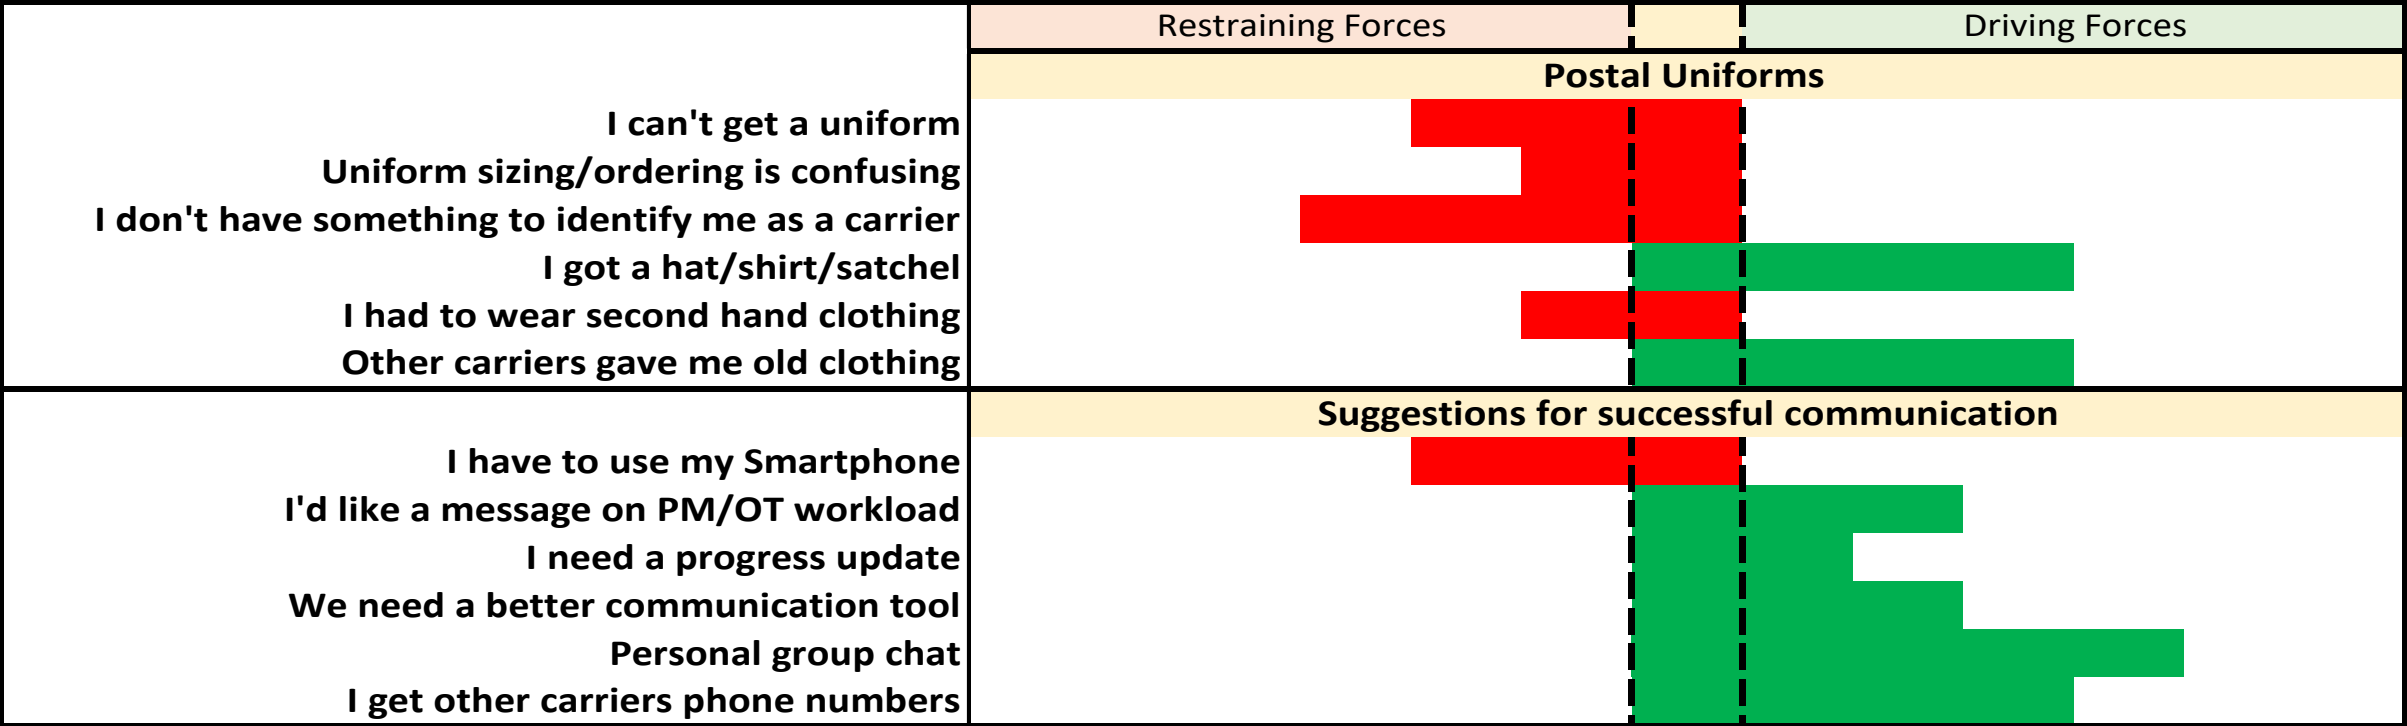 Restraining Forces
Driving Forces
Postal Uniforms
I can't get a uniform
Uniform sizing/ordering is confusing
I don't have something to identify me as a carrier
I got a hat/shirt/satchel
I had to wear second hand clothing
Other carriers gave me old clothing
Suggestions for successful communication
I have to use my Smartphone
I'd like a message on PM/OT workload
I need a progress update
We need a better communication tool
Personal group chat
I get other carriers phone numbers